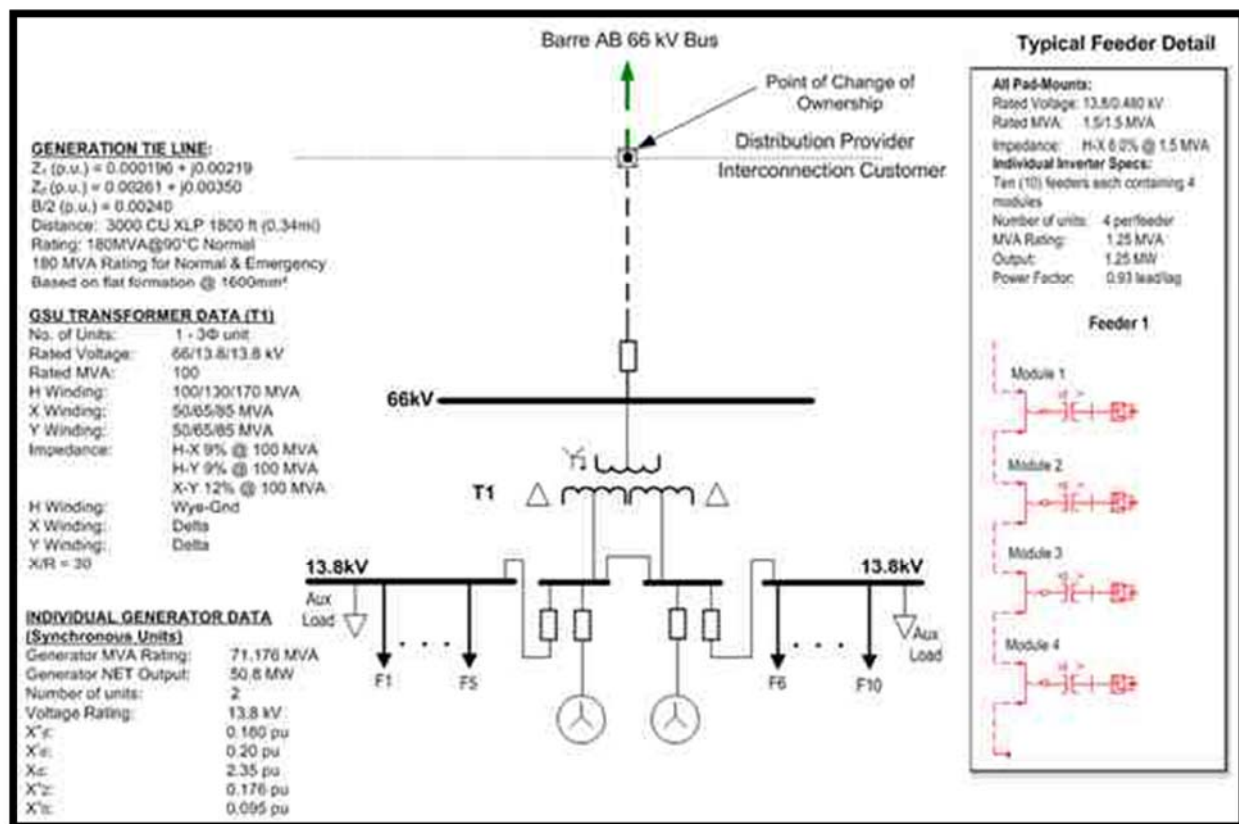 Barre AB 66 kV Bus
Point of Change of
Ownership
Distribution Provider
Interconnection Customer
GENERATION TIE LINE:
Z₁ (p.u.) = 0.000196 + j0.00219
(p.u.) = 0.00261 + j0.00350
B/2 (p.u.) = 0.00240
Distance: 3000 CU XLP 1800 ft (0.34mi)
Rating: 180MVA@90°C Normal
180 MVA Rating for Normal & Emergency
Based on flat formation @
GSU TRANSFORMER DATA (T1)
No. of Units: 1 - 3Φ unit
Rated Voltage: 66/13.8/13.8 kV
Rated MVA: 100
H Winding: 100/130/170 MVA
X Winding: 50/65/85 MVA
Y Winding: 50/65/85 MVA
Impedance: H-X 9% @ 100 MVA
H-Y 9% @ 100 MVA
X-Y 12% @ 100 MVA
H Winding: Wye-Gnd
X Winding: Delta
Y Winding: Delta
X/R = 30
INDIVIDUAL GENERATOR DATA
(Synchronous Units)
Generator MVA Rating: 71.176 MVA
Generator NET Output: 50.8 MW
Number of units: 2
Voltage Rating: 13.8 kV
0.160 pu
0.20 pu
2.35 pu
0.176 pu
0.095 pu
66kV
T1
13.8kV
13.8kV
Aux
Load
F1
F5
F6
F10
Aux
Load
Typical Feeder Detail
All Pad-Mounts:
Rated Voltage: 13.8/0.480 kV
Rated MVA: 1.5/1.5 MVA
Impedance: H-X 6.0% @ 1.5 MVA
Individual Inverter Specs:
Ten (10) feeders each containing 4
modules
Number of units: 4 per/feeder
MVA Rating: 1.25 MVA
Output: 1.25 MW
Power Factor: 0.93 lead/lag
Feeder 1
Module 1
Module 2
Module 3
Module 4